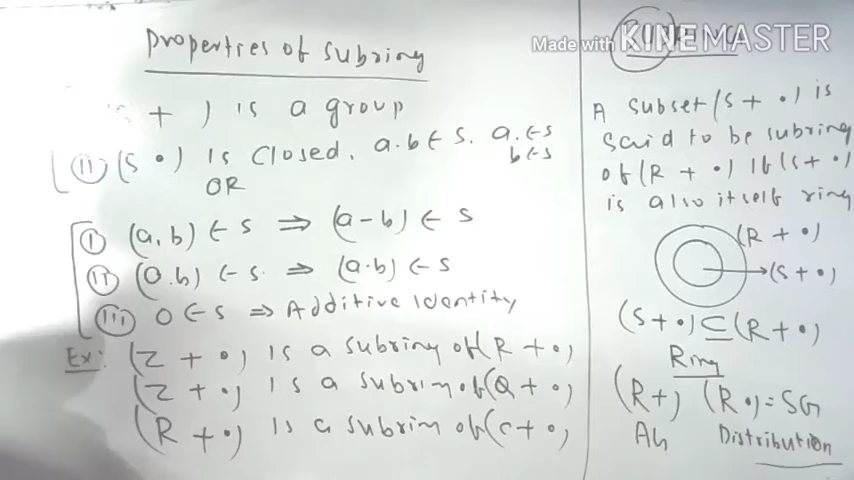 Properties of Subring
+ ) is a group
(ii) (S •) is closed. a.b ∈ S. a. ∈ S
b ∈ S
OR
(i) (a, b) ∈ S ⇒ (a - b) ∈ S
(ii) (a.b) ∈ S. ⇒ (a.b) ∈ S
(iii) 0 ∈ S ⇒ Additive Identity
Ex: (Z + •) is a subring of (R + •)
(Z + •) is a subring of (Q + •)
(R + •) is a subrim of (C + •)
Made with KINEMASTER
A subset (S + •) is
said to be subring
of (R + •) if (S + •)
is also itself ring
(R + •)
(S + •)
(S + •) ⊆ (R + •)
Ring
(R +) (R •) = SG
AG Distribution